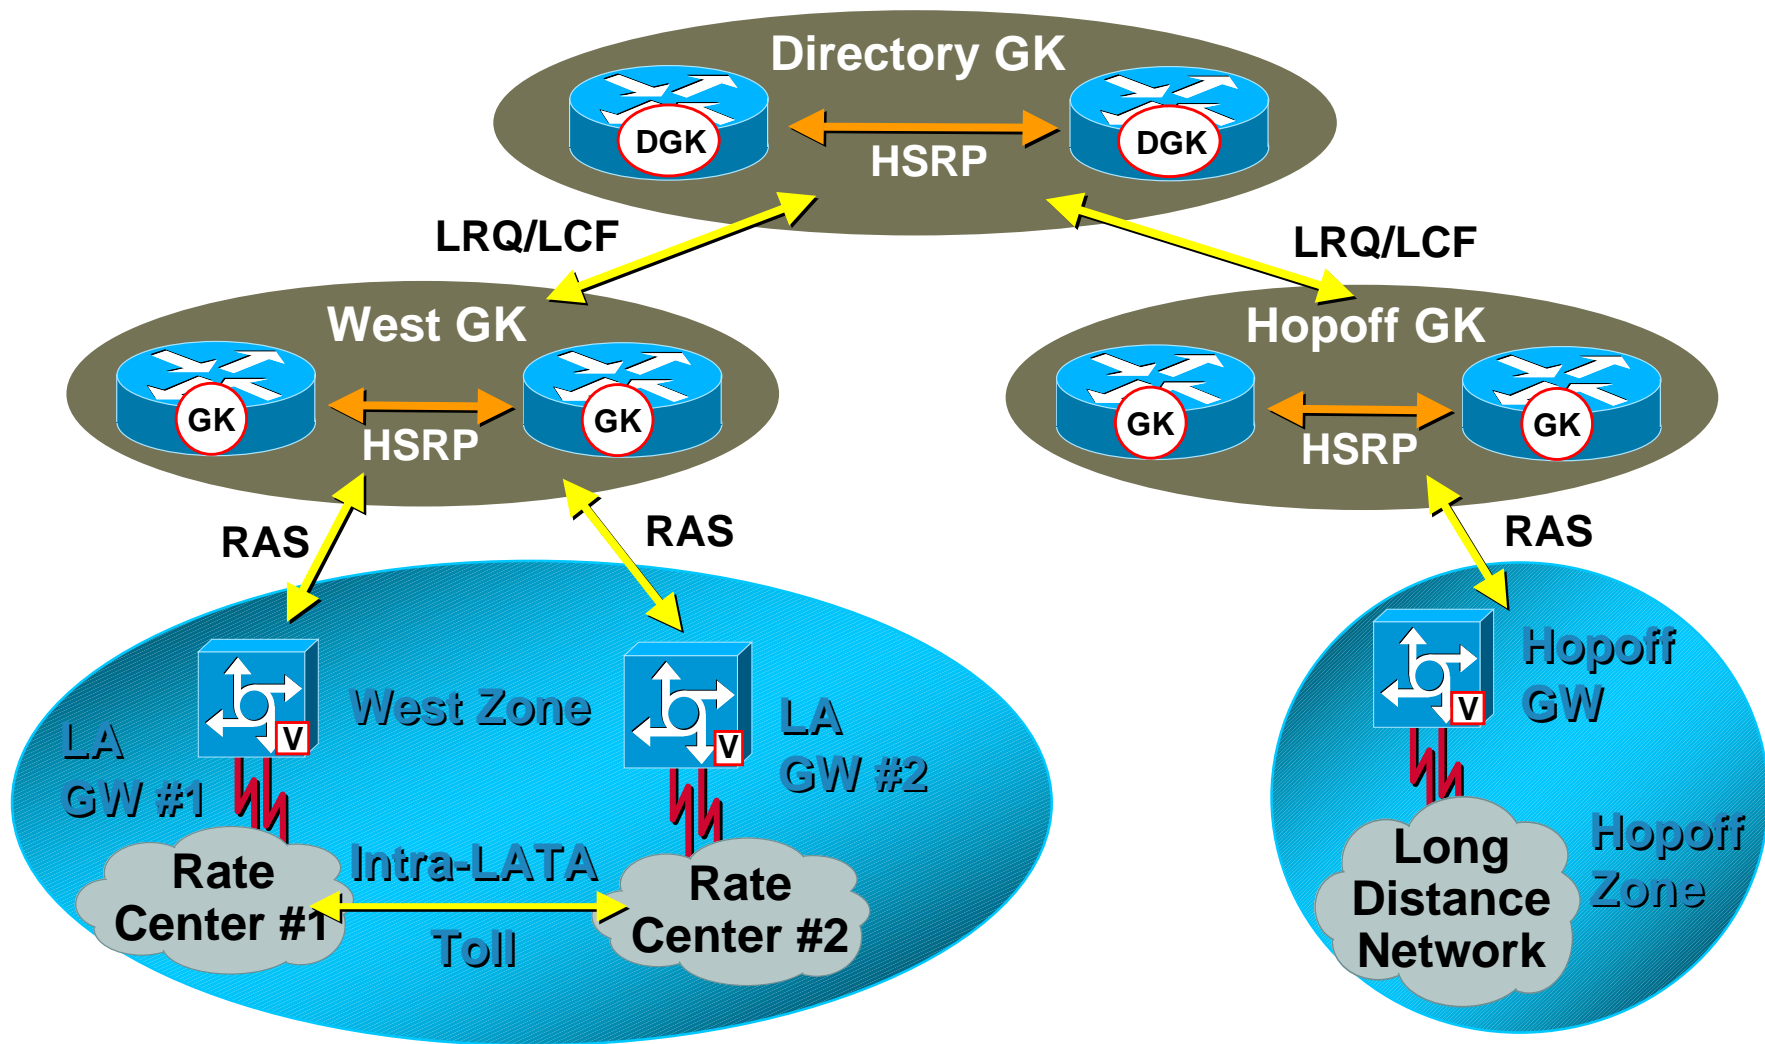 Directory GK
DGK
DGK
HSRP
LRQ/LCF
LRQ/LCF
West GK
GK
GK
HSRP
Hopoff GK
GK
GK
HSRP
RAS
RAS
RAS
West Zone
V
LA
GW #1
V
LA
GW #2
Rate
Center #1
Intra-LATA
Toll
Rate
Center #2
V
Hopoff
GW
Long
Distance
Network
Hopoff
Zone